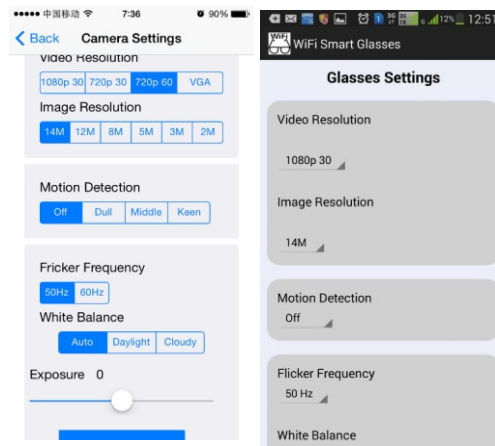 中国移动 7:36 90%
Back Camera Settings
Video Resolution
1080p 30 720p 30 720p 60 VGA
Image Resolution
14M 12M 8M 5M 3M 2M
Motion Detection
Off Dull Middle Keen
Fricker Frequency
50Hz 60Hz
White Balance
Auto Daylight Cloudy
Exposure 0
12% 12:51
WiFi Smart Glasses
Glasses Settings
Video Resolution
1080p 30
Image Resolution
14M
Motion Detection
Off
Flicker Frequency
50 Hz
White Balance